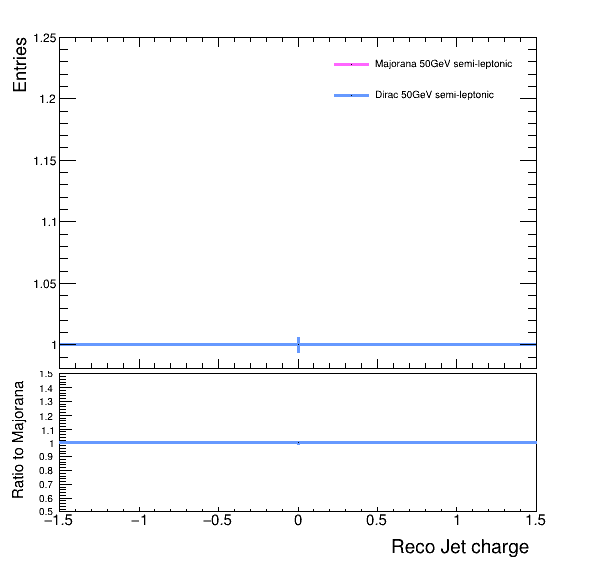 Entries
1.25
1.2
1.15
1.1
1.05
1
Majorana 50GeV semi-leptonic
Dirac 50GeV semi-leptonic
Ratio to Majorana
1.5
1.4
1.3
1.2
1.1
1
0.9
0.8
0.7
0.6
0.5
−1.5 −1 −0.5 0 0.5 1 1.5
Reco Jet charge